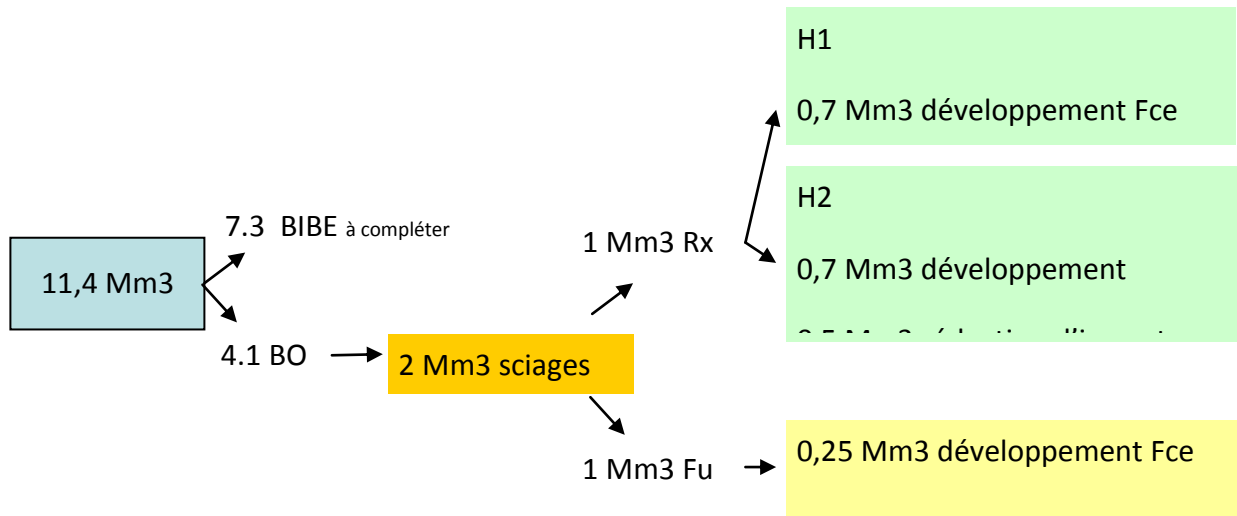 H1
0,7 Mm3 développement Fce
H2
0,7 Mm3 développement
7.3 BIBE à compléter
1 Mm3 Rx
11,4 Mm3
4.1 BO
2 Mm3 sciages
1 Mm3 Fu
0,25 Mm3 développement Fce